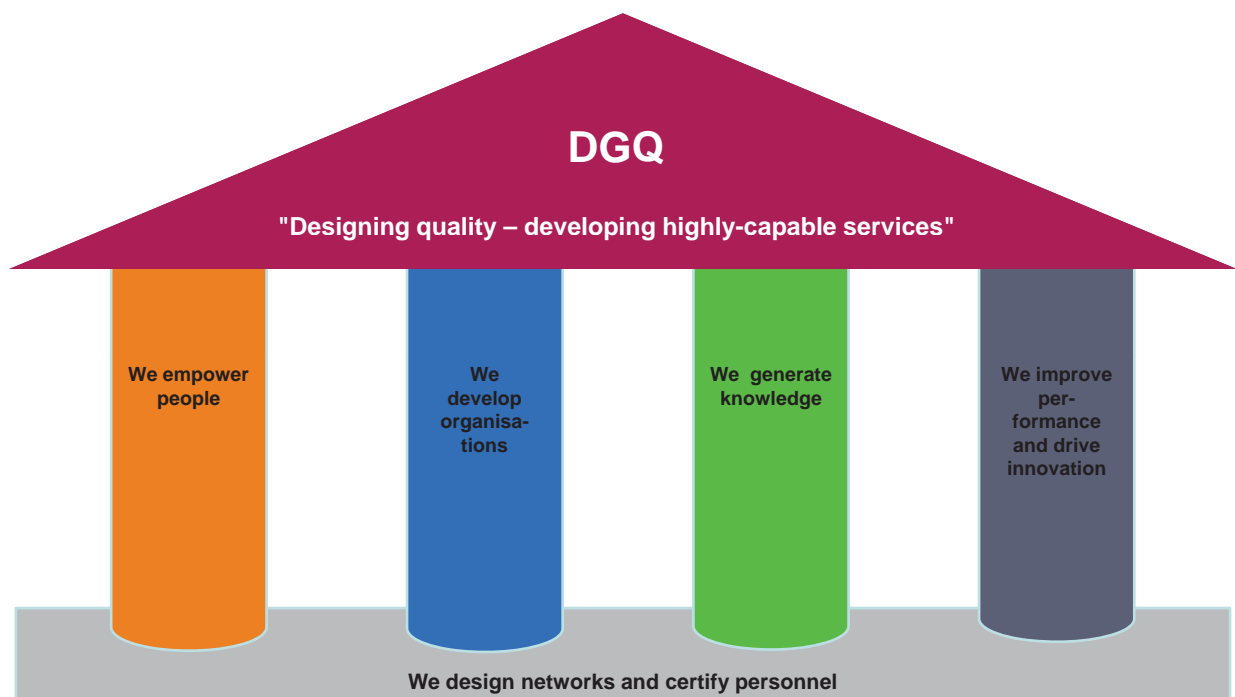 DGQ
"Designing quality – developing highly-capable services"
We empower
people
We
develop
organisa-
tions
We generate
knowledge
We improve
per-
formance
and drive
innovation
We design networks and certify personnel